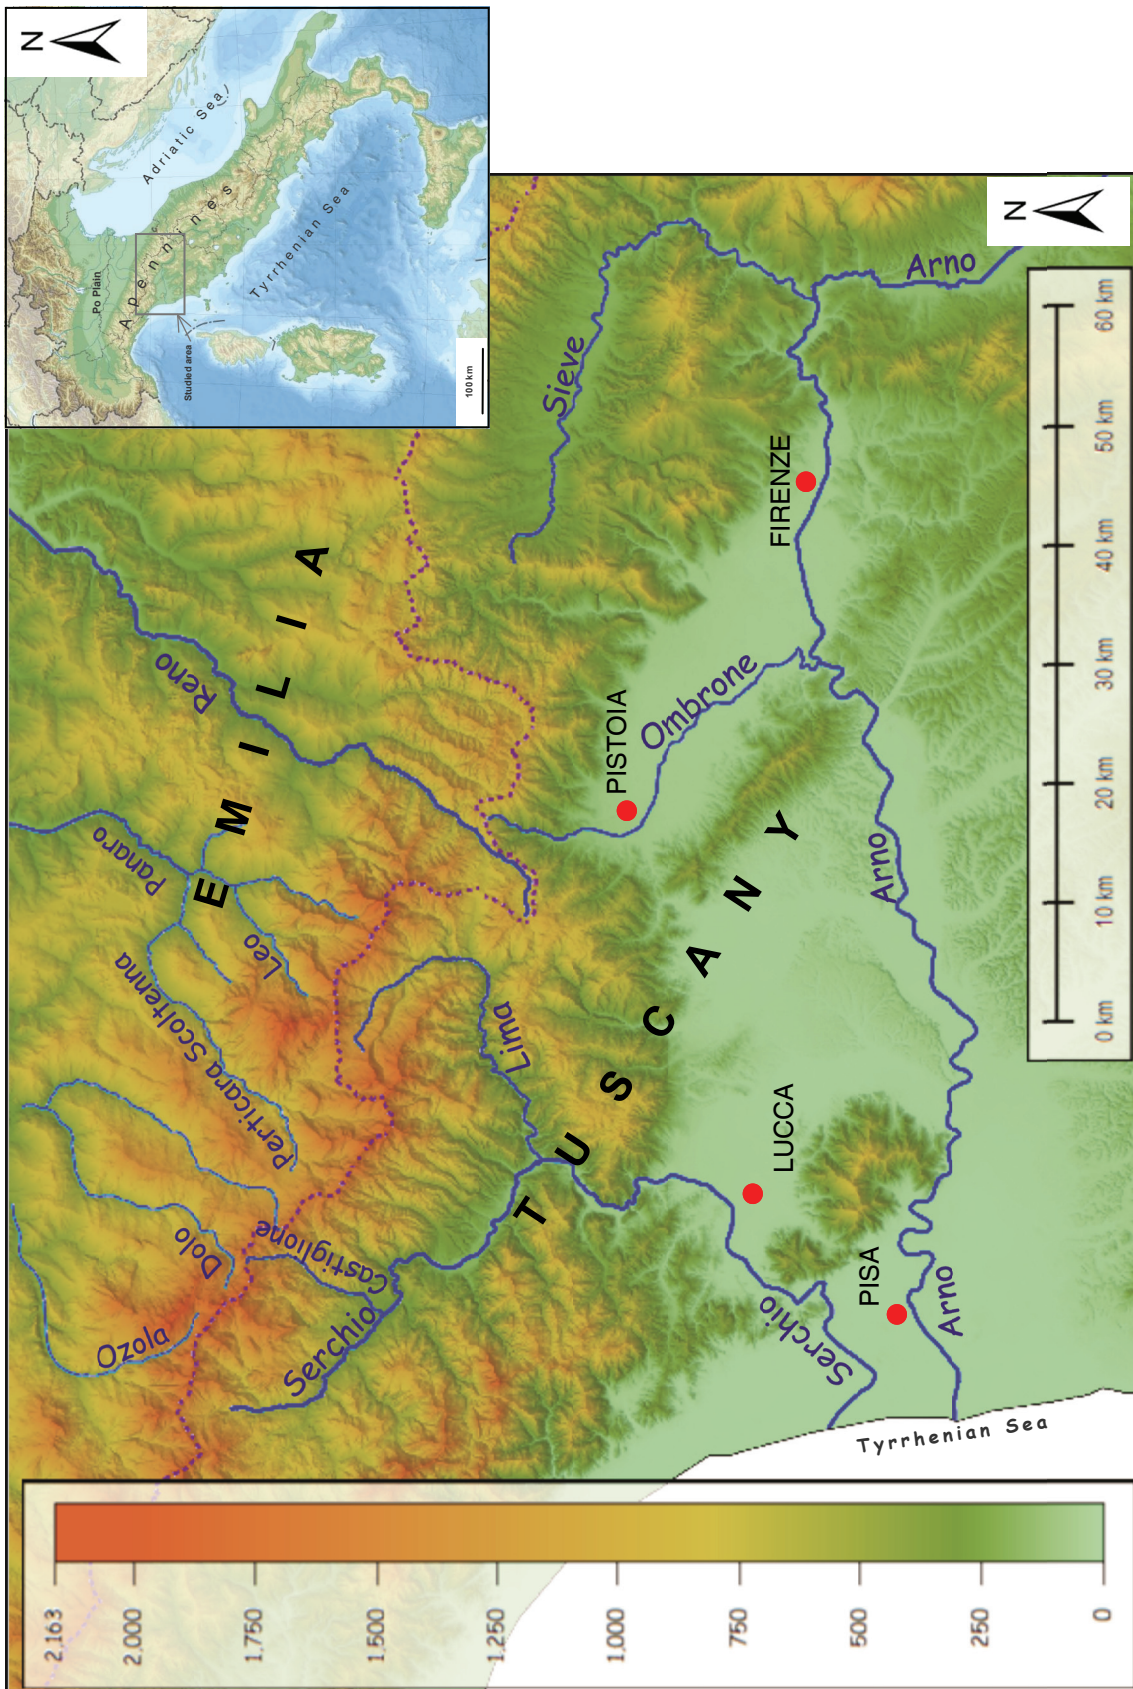 N
Adriatic Sea
Po Plain
Apennines
Tyrrhenian Sea
Studied area
100 km
N
EMILIA
TUSCANY
Reno
Panaro
Leo
Perticara Scoltenna
Dolo
Ozola
Castiglione
Serchio
Lima
Sieve
Ombrone
Arno
Arno
Serchio
Arno
PISTOIA
FIRENZE
LUCCA
PISA
Tyrrhenian Sea
0 km 10 km 20 km 30 km 40 km 50 km 60 km
2,163
2,000
1,750
1,500
1,250
1,000
750
500
250
0